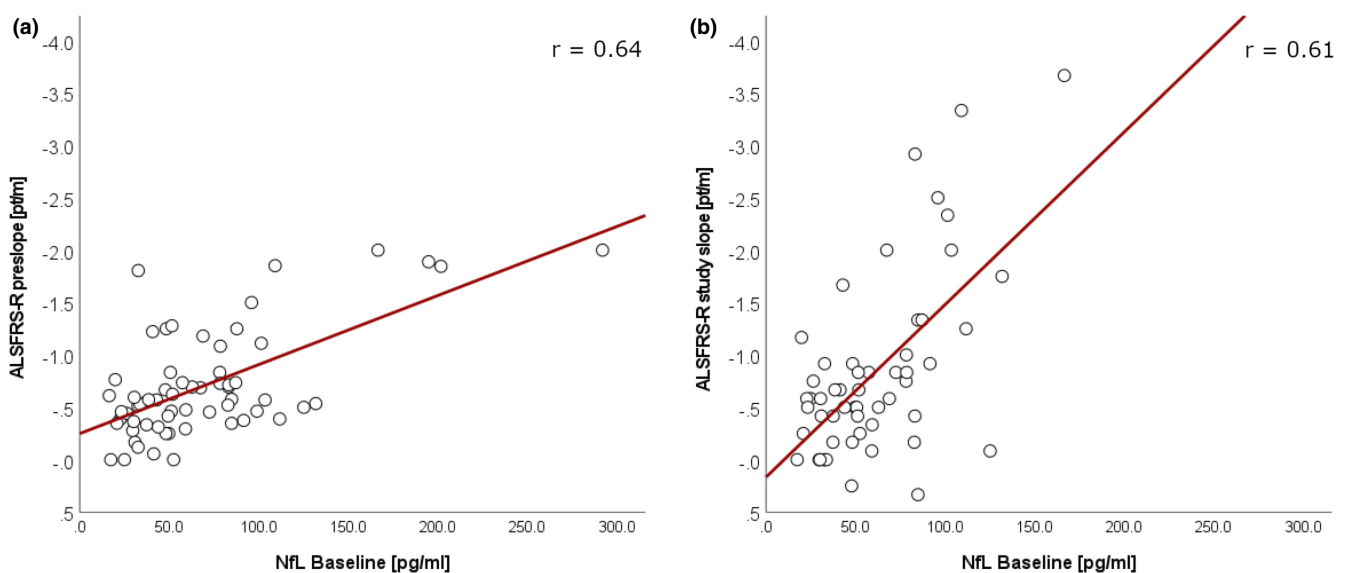 (a)
r = 0.64
-4.0
-3.5
-3.0
-2.5
-2.0
-1.5
-1.0
-.5
-.0
.5
ALSFRS-R preslope [pt/m]
.0 50.0 100.0 150.0 200.0 250.0 300.0
NfL Baseline [pg/ml]
(b)
r = 0.61
-4.0
-3.5
-3.0
-2.5
-2.0
-1.5
-1.0
-.5
-.0
.5
ALSFRS-R study slope [pt/m]
.0 50.0 100.0 150.0 200.0 250.0 300.0
NfL Baseline [pg/ml]